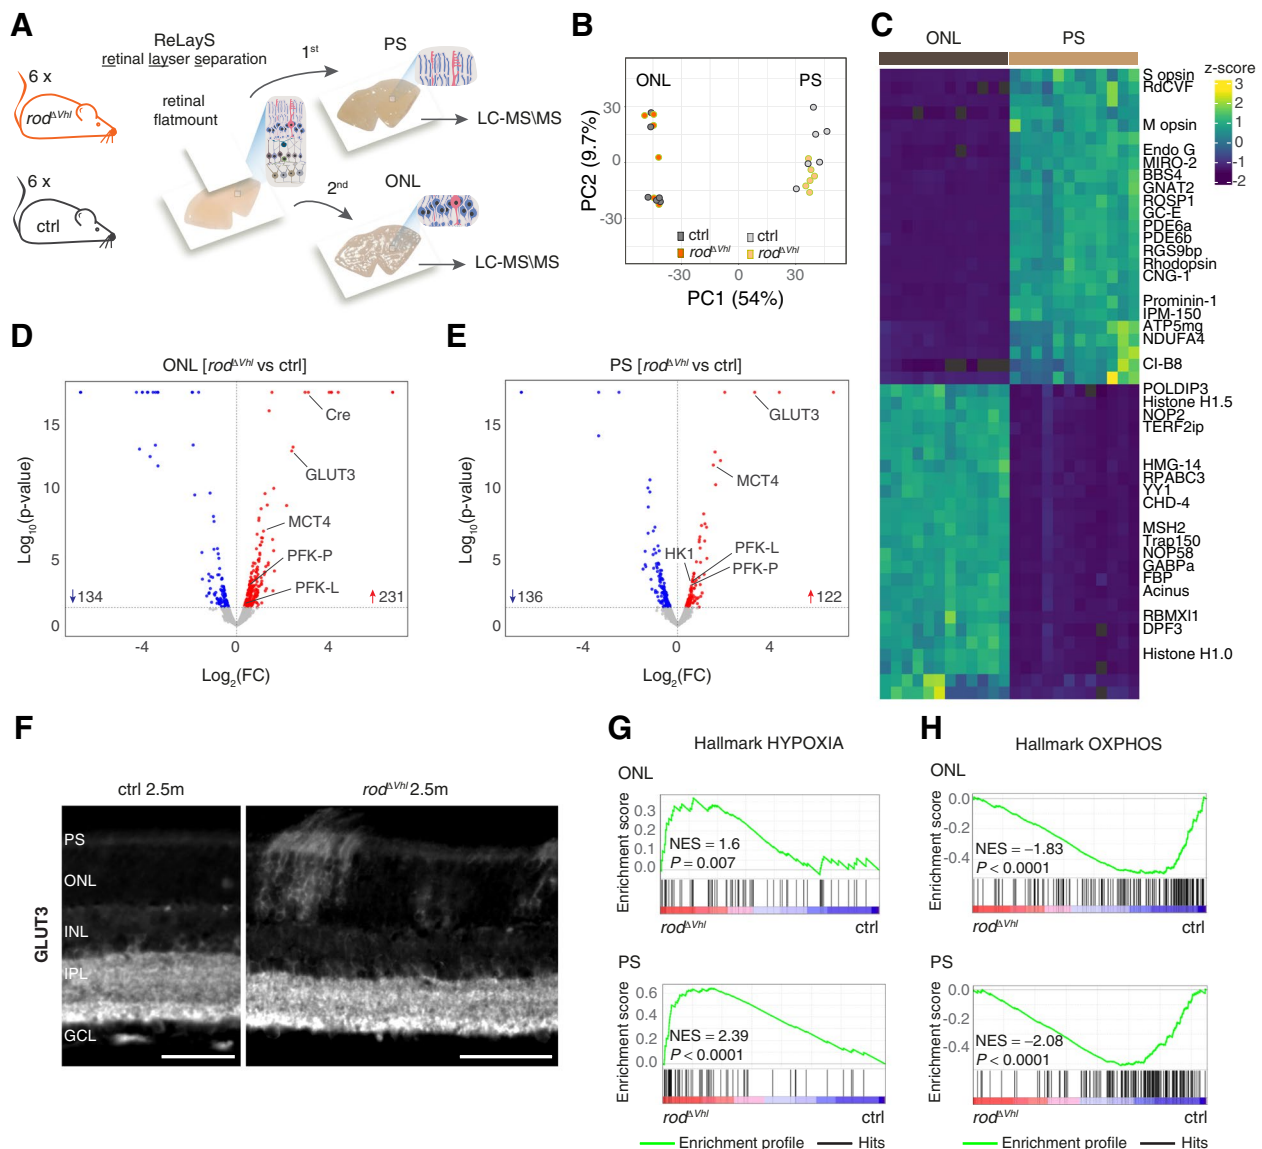 A
ReLayS
retinal layser separation
6 x
rodΔVhl
6 x
ctrl
retinal
flatmount
1st
PS
LC-MS\MS
2nd
ONL
LC-MS\MS
B
ONL
PS
PC2 (9.7%)
30
0
-30
ctrl
rodΔVhl
ctrl
rodΔVhl
-30
0
30
PC1 (54%)
C
ONL
PS
z-score
3
2
1
0
-1
-2
S opsin
RdCVF
M opsin
Endo G
MIRO-2
BBS4
GNAT2
ROSP1
GC-E
PDE6a
PDE6b
RGS9bp
Rhodopsin
CNG-1
Prominin-1
IPM-150
ATP5mg
NDUFA4
CI-B8
POLDIP3
Histone H1.5
NOP2
TERF2ip
HMG-14
RPABC3
YY1
CHD-4
MSH2
Trap150
NOP58
GABPa
FBP
Acinus
RBMXl1
DPF3
Histone H1.0
D
ONL [rodΔVhl vs ctrl]
Log10(p-value)
15
10
5
0
Cre
GLUT3
MCT4
PFK-P
PFK-L
↓134
↑231
-4
0
4
Log2(FC)
E
PS [rodΔVhl vs ctrl]
Log10(p-value)
15
10
5
0
GLUT3
MCT4
HK1
PFK-L
PFK-P
↓136
↑122
-4
0
4
Log2(FC)
F
ctrl 2.5m
rodΔVhl 2.5m
GLUT3
PS
ONL
INL
IPL
GCL
G
Hallmark HYPOXIA
ONL
Enrichment score
0.3
0.2
0.1
0.0
NES = 1.6
P = 0.007
rodΔVhl
ctrl
PS
Enrichment score
0.6
0.4
0.2
0.0
NES = 2.39
P < 0.0001
rodΔVhl
ctrl
Enrichment profile
Hits
H
Hallmark OXPHOS
ONL
Enrichment score
0.0
-0.2
-0.4
NES = −1.83
P < 0.0001
rodΔVhl
ctrl
PS
Enrichment score
0.0
-0.2
-0.4
NES = −2.08
P < 0.0001
rodΔVhl
ctrl
Enrichment profile
Hits